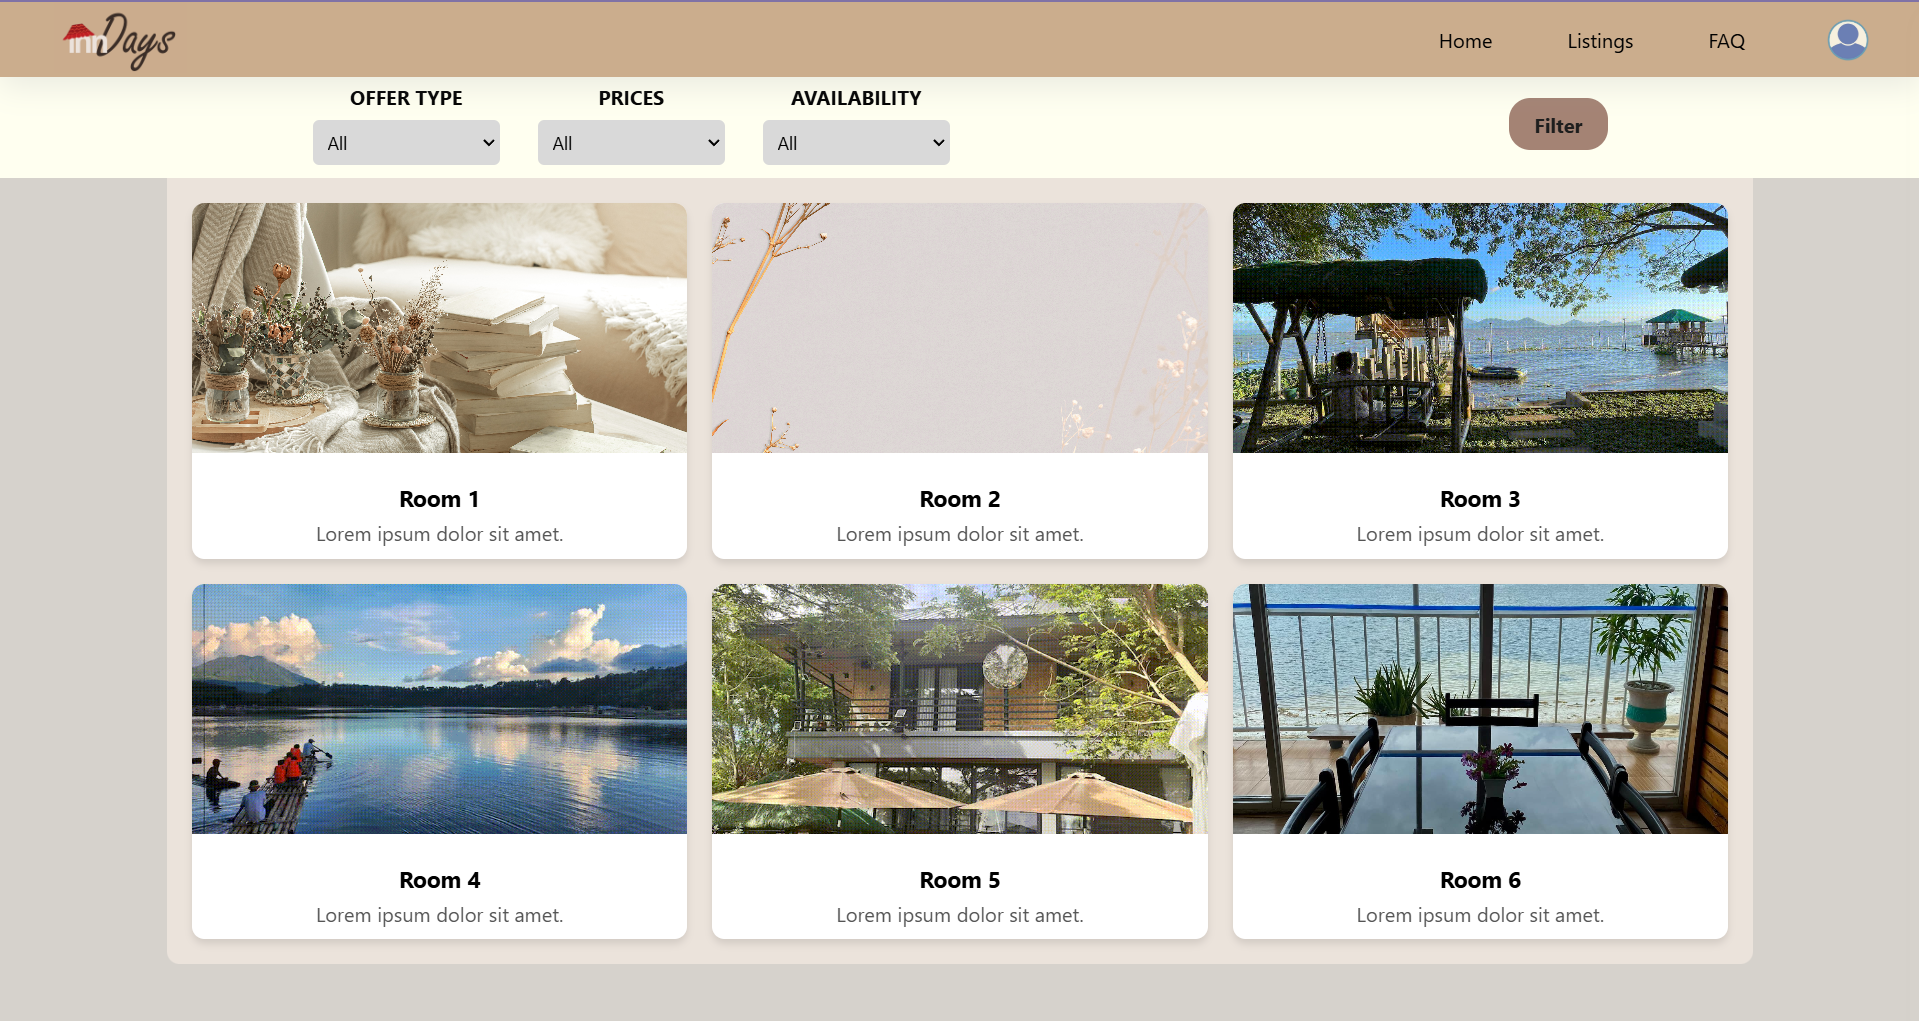 innDays
Home
Listings
FAQ
OFFER TYPE
PRICES
AVAILABILITY
All
All
All
Filter
Room 1
Lorem ipsum dolor sit amet.
Room 2
Lorem ipsum dolor sit amet.
Room 3
Lorem ipsum dolor sit amet.
Room 4
Lorem ipsum dolor sit amet.
Room 5
Lorem ipsum dolor sit amet.
Room 6
Lorem ipsum dolor sit amet.